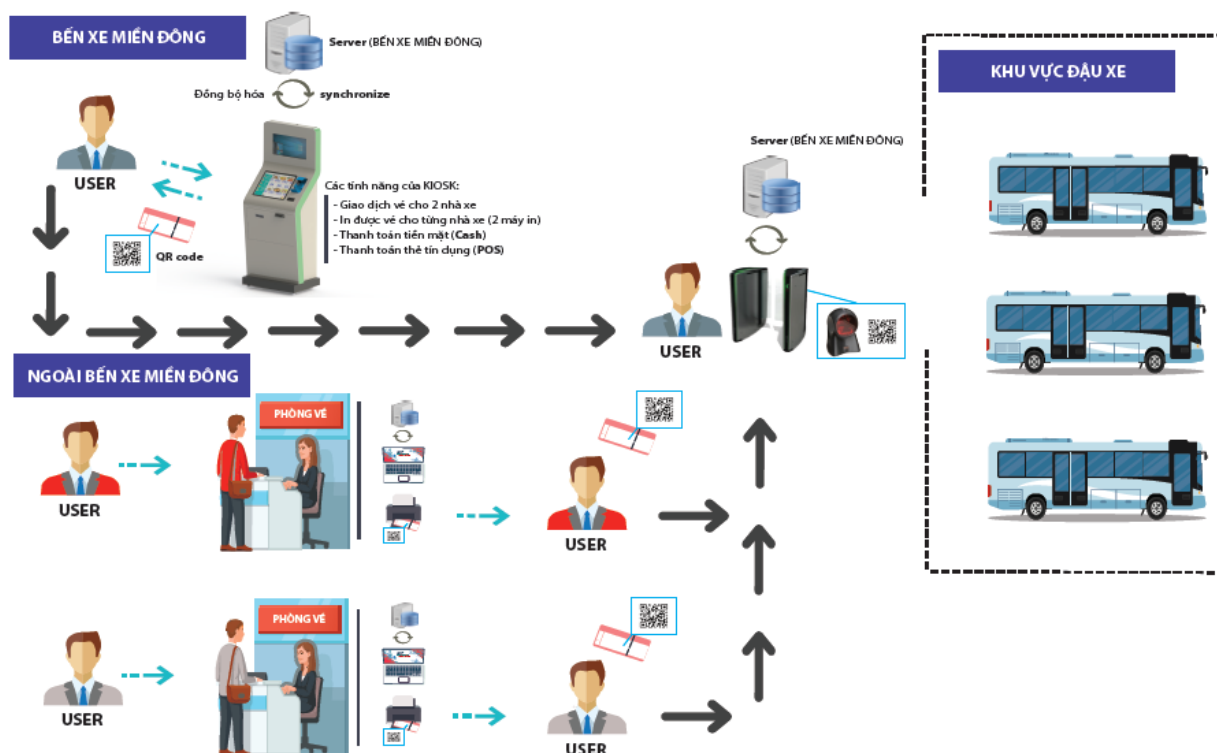 BẾN XE MIỀN ĐÔNG
Server (BẾN XE MIỀN ĐÔNG)
Đồng bộ hóa
synchronize
USER
QR code
Các tính năng của KIOSK:
- Giao dịch vé cho 2 nhà xe
- In được vé cho từng nhà xe (2 máy in)
- Thanh toán tiền mặt (Cash)
- Thanh toán thẻ tín dụng (POS)
Server (BẾN XE MIỀN ĐÔNG)
USER
KHU VỰC ĐẬU XE
NGOÀI BẾN XE MIỀN ĐÔNG
USER
PHÒNG VÉ
USER
USER
PHÒNG VÉ
USER